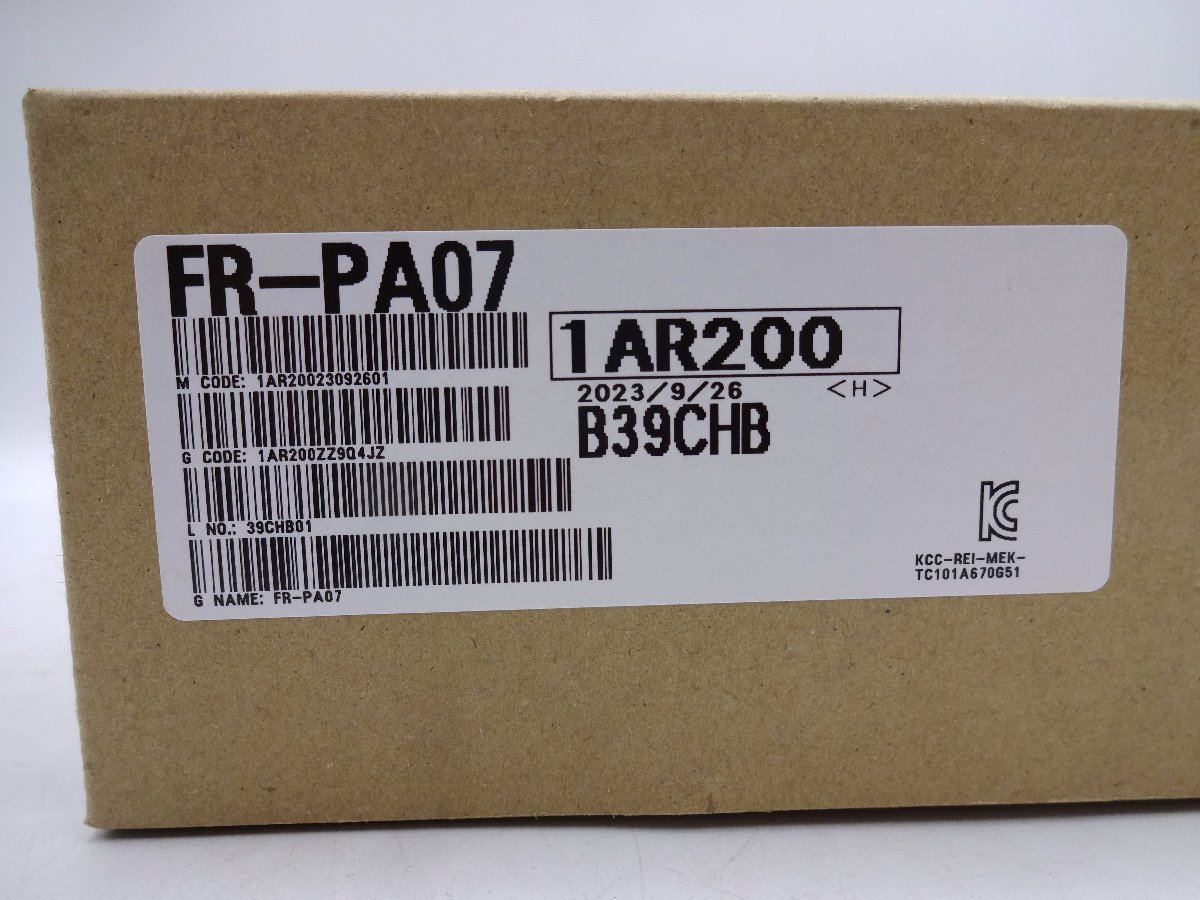 FR-PA07
1AR200
M CODE: 1AR20023092601
2023/9/26 <H>
B39CHB
G CODE: 1AR200ZZ9Q4JZ
L NO.: 39CHB01
G NAME: FR-PA07
KCC-REI-MEK-
TC101A670G51